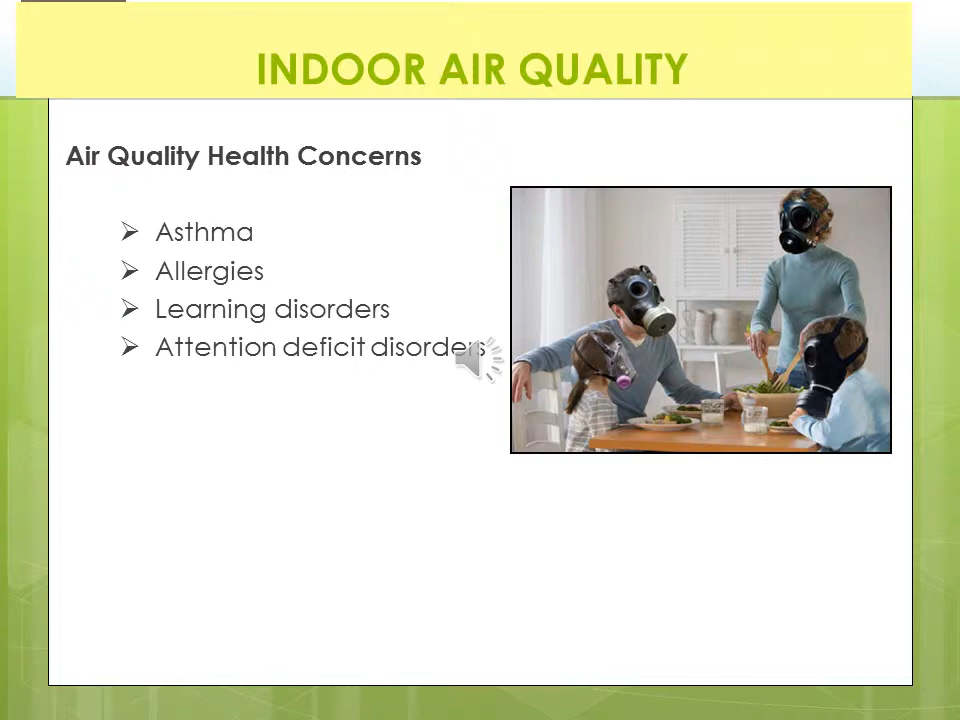 INDOOR AIR QUALITY
Air Quality Health Concerns
Asthma
Allergies
Learning disorders
Attention deficit disorders